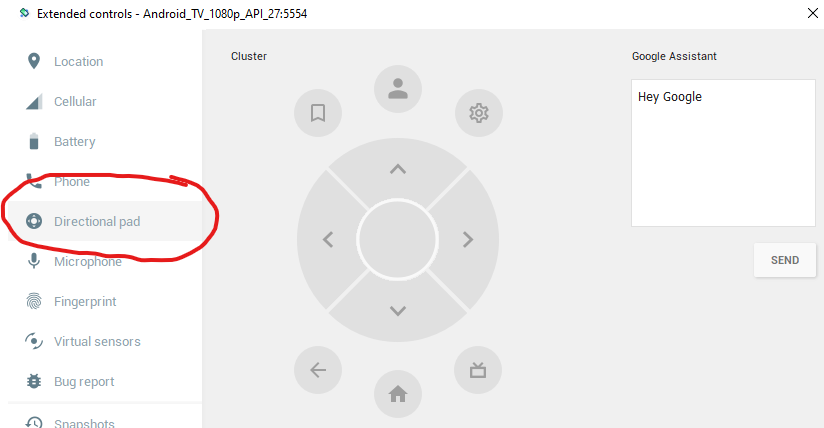 Extended controls - Android_TV_1080p_API_27:5554
Location
Cellular
Battery
Phone
Directional pad
Microphone
Fingerprint
Virtual sensors
Bug report
Snapshots
Cluster
Google Assistant
Hey Google
SEND